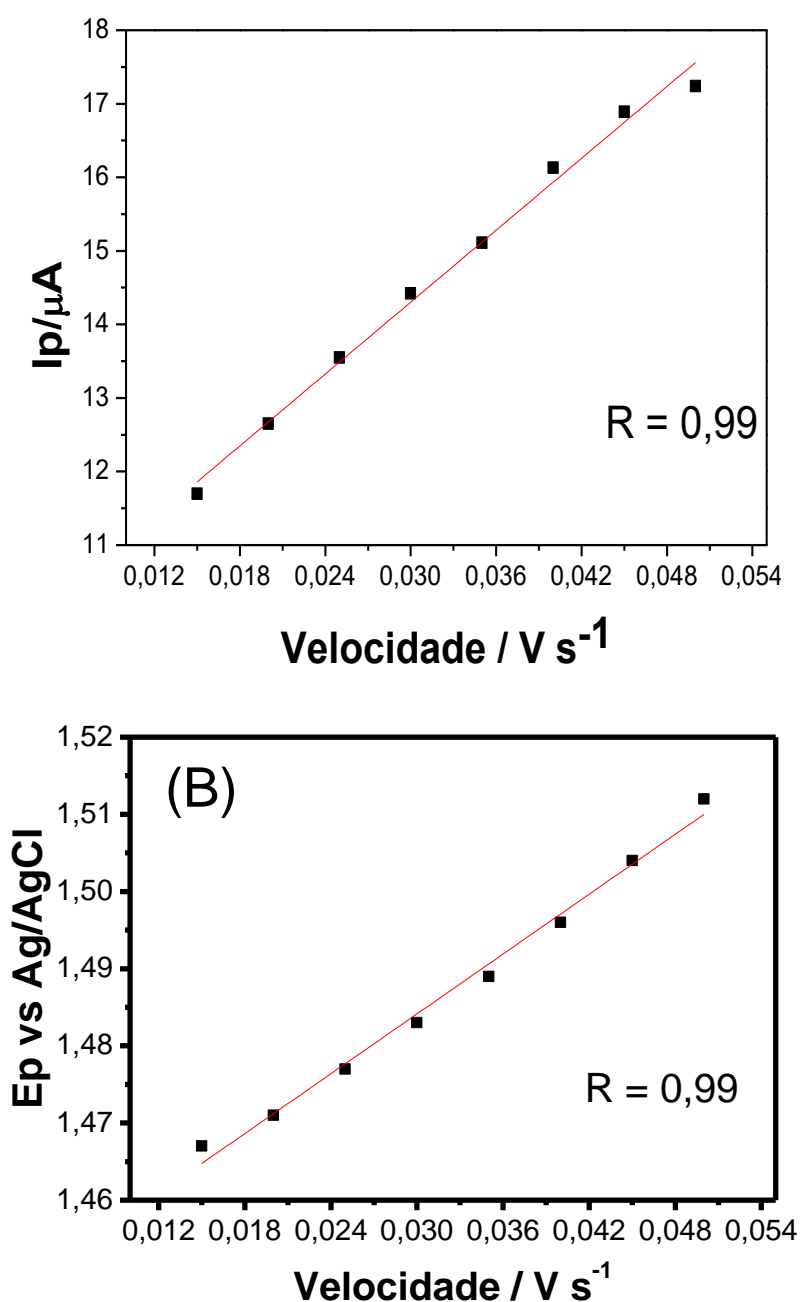 18
17
16
15
14
13
12
11
Ip/μA
R = 0,99
0,012 0,018 0,024 0,030 0,036 0,042 0,048 0,054
Velocidade / V s-1
1,52
1,51
1,50
1,49
1,48
1,47
1,46
(B)
Ep vs Ag/AgCl
R = 0,99
0,012 0,018 0,024 0,030 0,036 0,042 0,048 0,054
Velocidade / V s-1